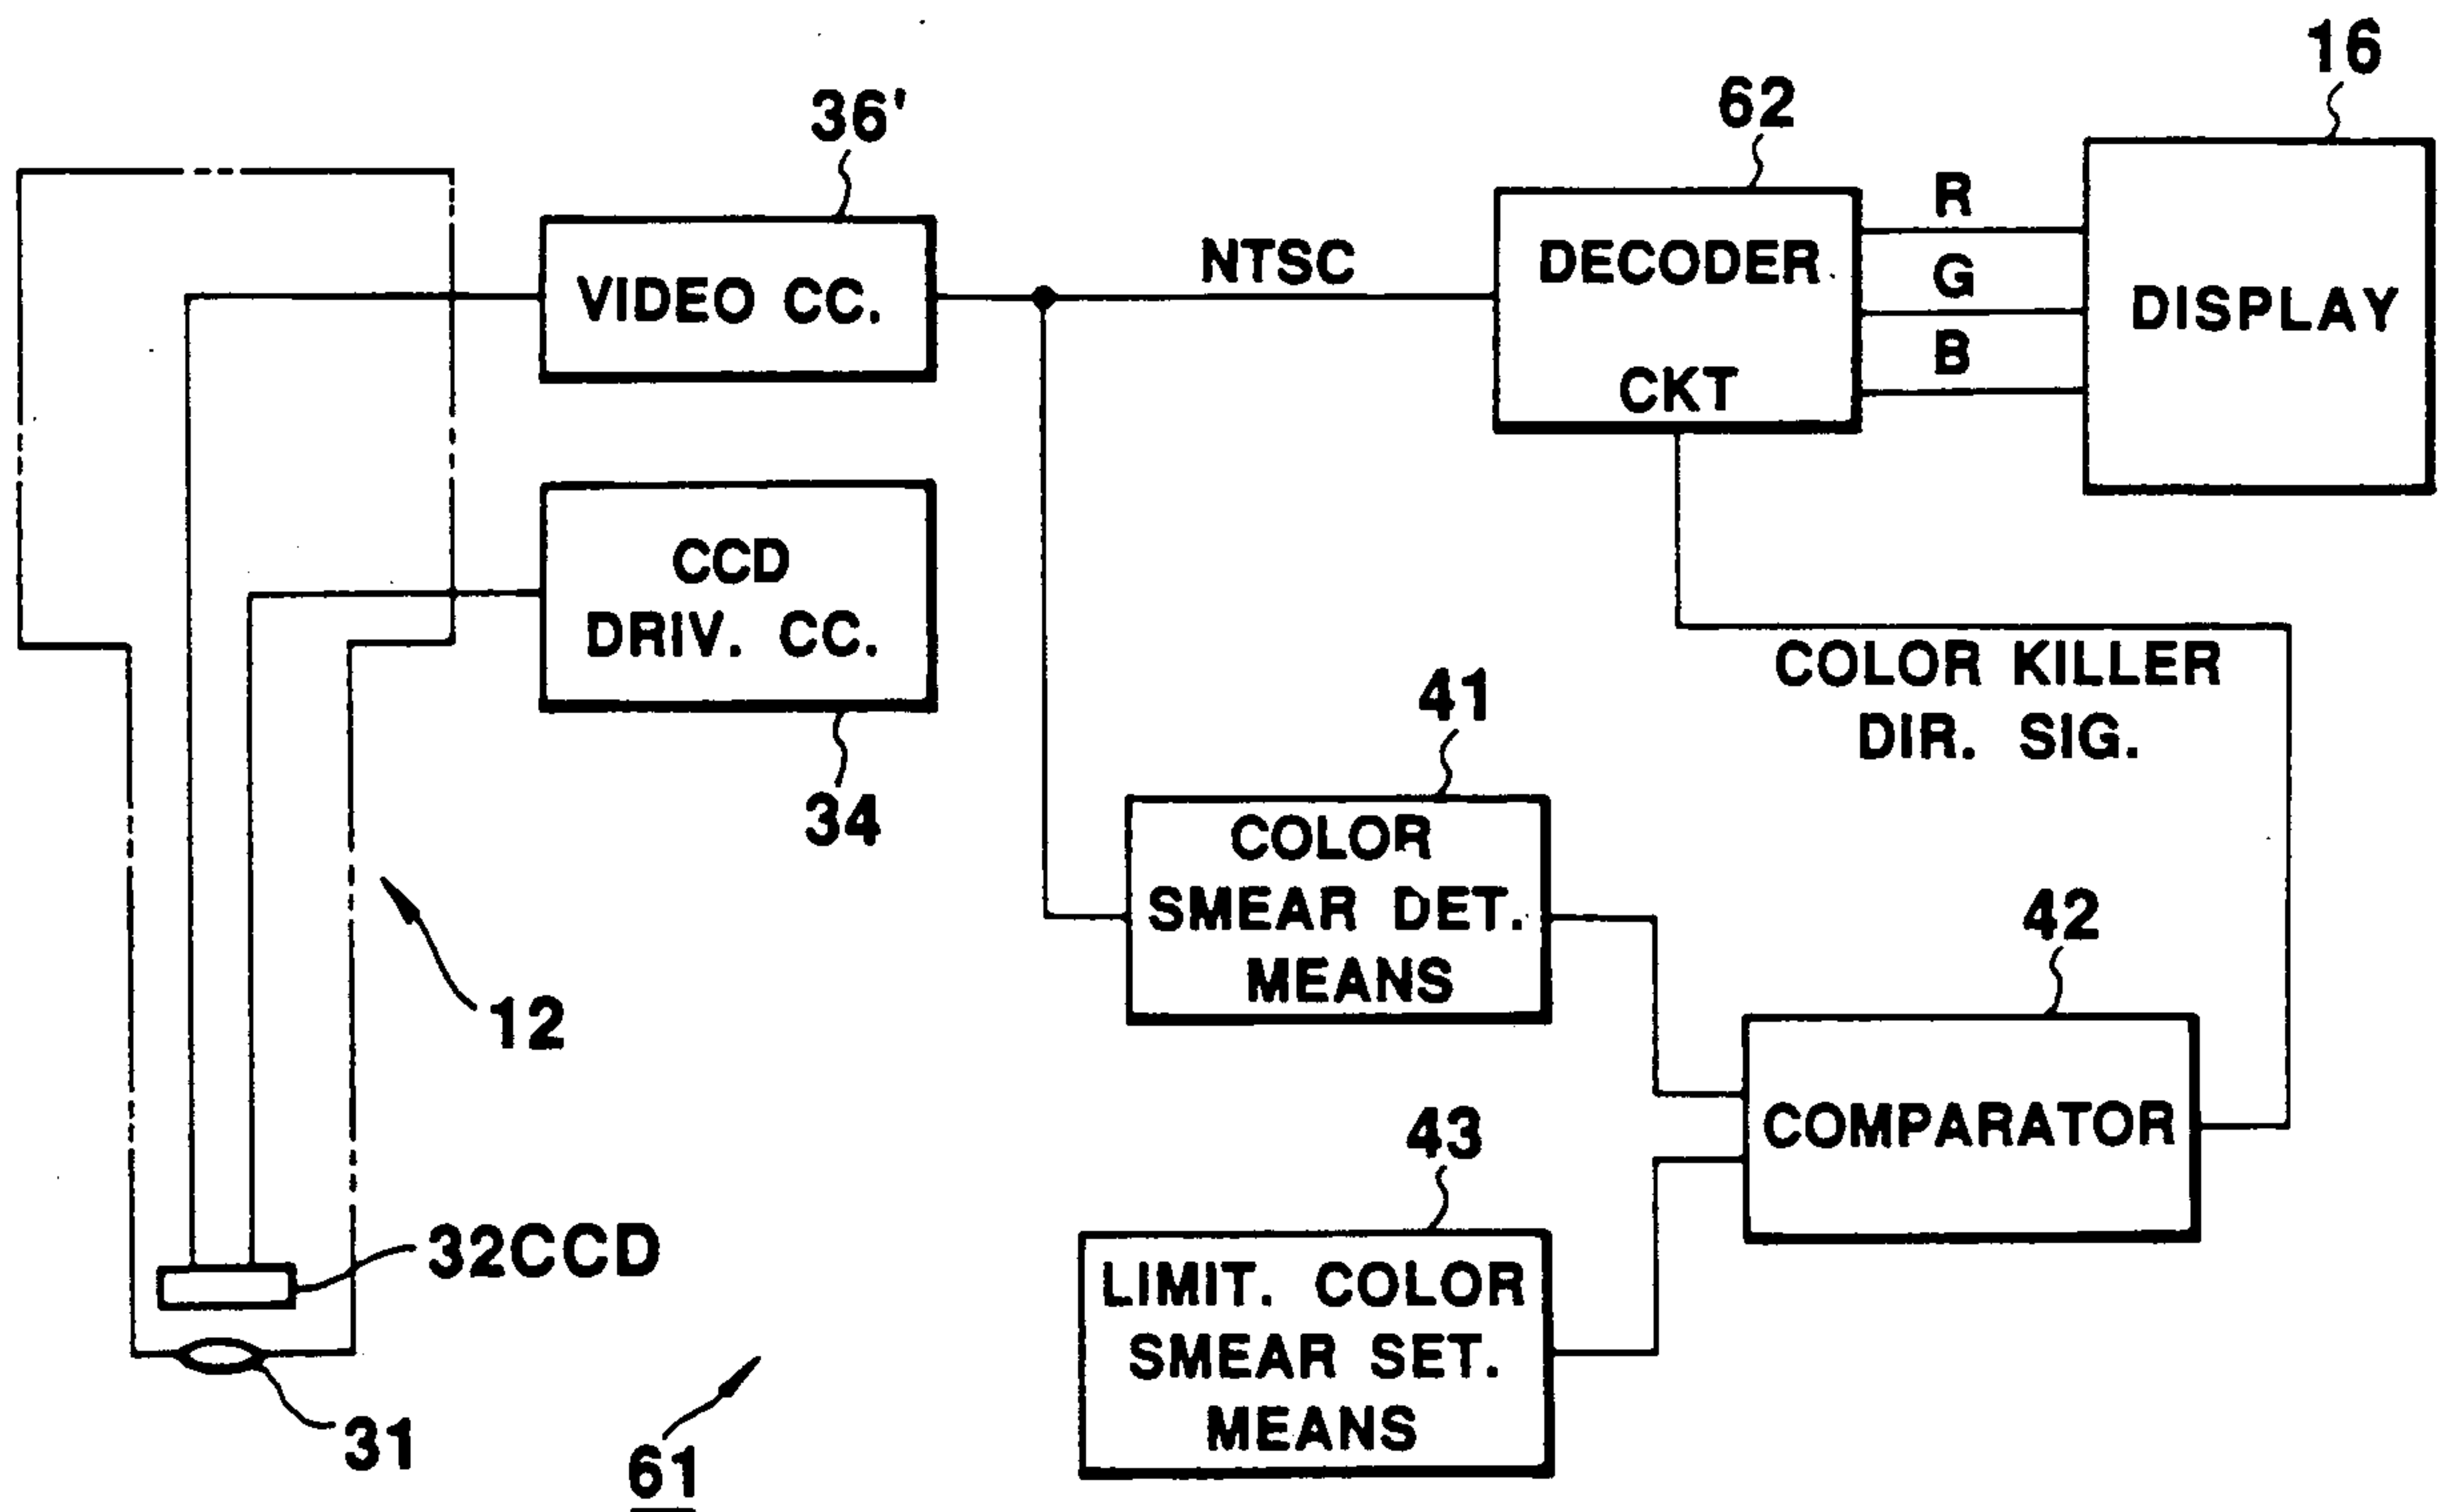 16
62
36'
R
NTSC
DECODER
G
VIDEO CC.
DISPLAY
B
CKT
CCD
DRIV. CC.
COLOR KILLER
DIR. SIG.
41
34
COLOR
SMEAR DET.
MEANS
42
12
COMPARATOR
43
32CCD
LIMIT. COLOR
SMEAR SET.
MEANS
31
61